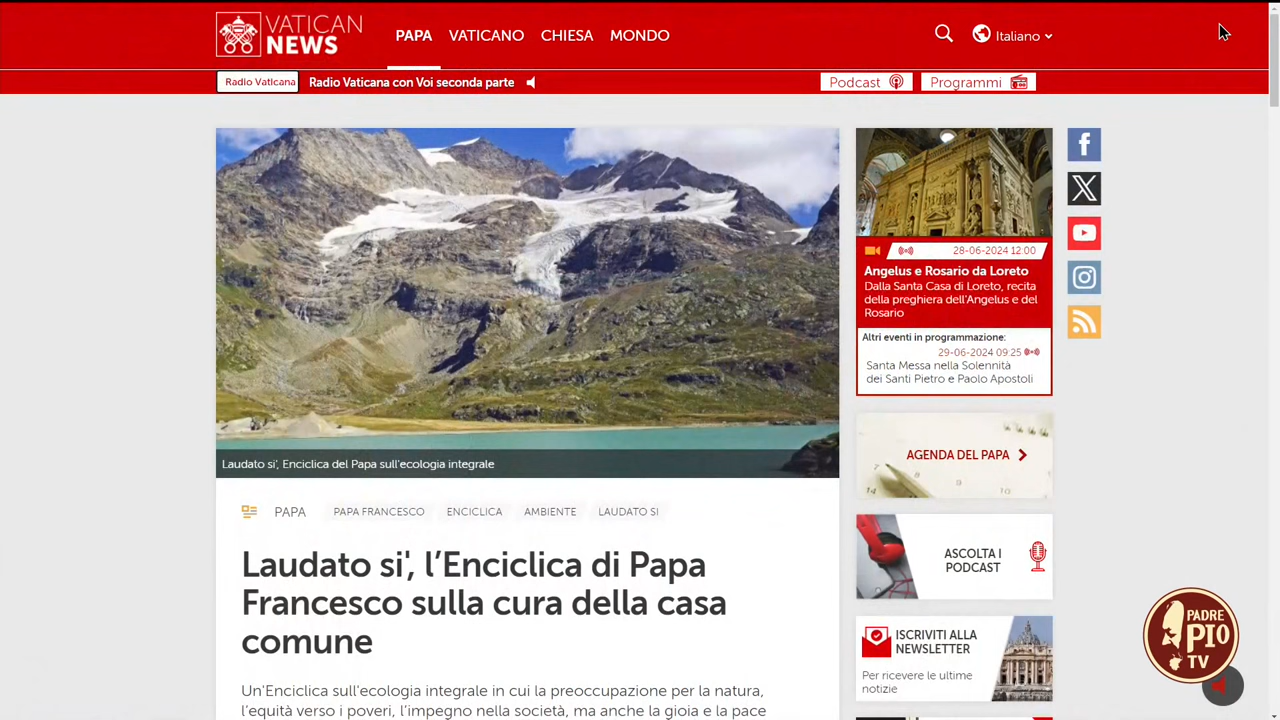 VATICAN
NEWS
PAPA
VATICANO
CHIESA
MONDO
Italiano
Radio Vaticana
Radio Vaticana con Voi seconda parte
Podcast
Programmi
28-06-2024 12:00
Angelus e Rosario da Loreto
Dalla Santa Casa di Loreto, recita
della preghiera dell'Angelus e del
Rosario
Altri eventi in programmazione:
29-06-2024 09:25
Santa Messa nella Solennità
dei Santi Pietro e Paolo Apostoli
AGENDA DEL PAPA
ASCOLTA I
PODCAST
ISCRIVITI ALLA
NEWSLETTER
Per ricevere le ultime
notizie
Laudato si', Enciclica del Papa sull'ecologia integrale
PAPA
PAPA FRANCESCO
ENCICLICA
AMBIENTE
LAUDATO SI
Laudato si', l’Enciclica di Papa
Francesco sulla cura della casa
comune
Un'Enciclica sull'ecologia integrale in cui la preoccupazione per la natura,
l’equità verso i poveri, l’impegno nella società, ma anche la gioia e la pace
PADRE
PIO
TV